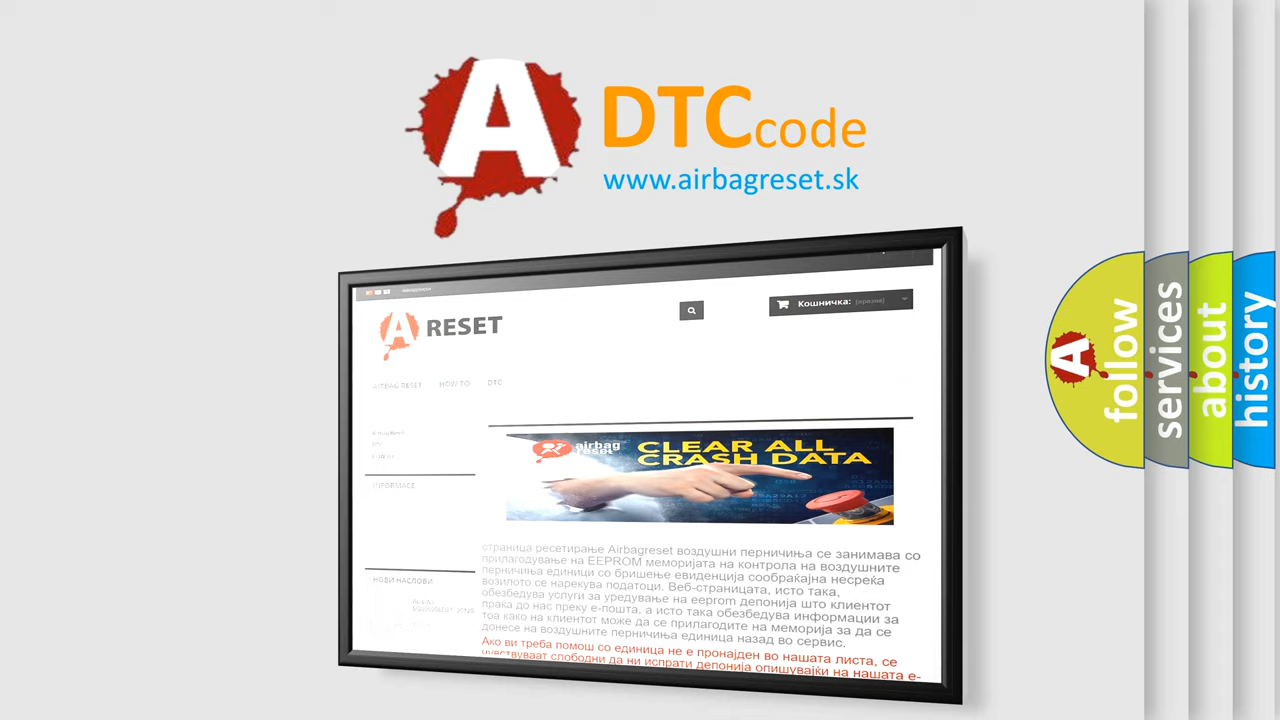 A
DTC code
www.airbagreset.sk
A RESET
Кошничка: (празни)
AIRBAG RESET HOW TO DTC
INFORMACE
НОВИ НАСЛОВИ
airbag
reset
CLEAR ALL
CRASH DATA
страница ресетирање Airbagreset воздушни перничиња се занимава со
прилагодување на EEPROM меморијата на контрола на воздушните
перничиња единици со бришење евиденција сообраќајна несреќа
возилото се нарекува податоци. Веб-страницата, исто така,
обезбедува услуги за уредување на eeprom депонија што клиентот
праќа до нас преку е-пошта, а исто така обезбедува информации за
тоа како на клиентот може да се прилагодите на меморија за да се
донесе на воздушните перничиња единица назад во сервис.
Ако ви треба помош со единица не е пронајден во нашата листа, се
чувствуваат слободни да ни испрати депонија опишувајќи на нашата е-
A
follow
services
about
history